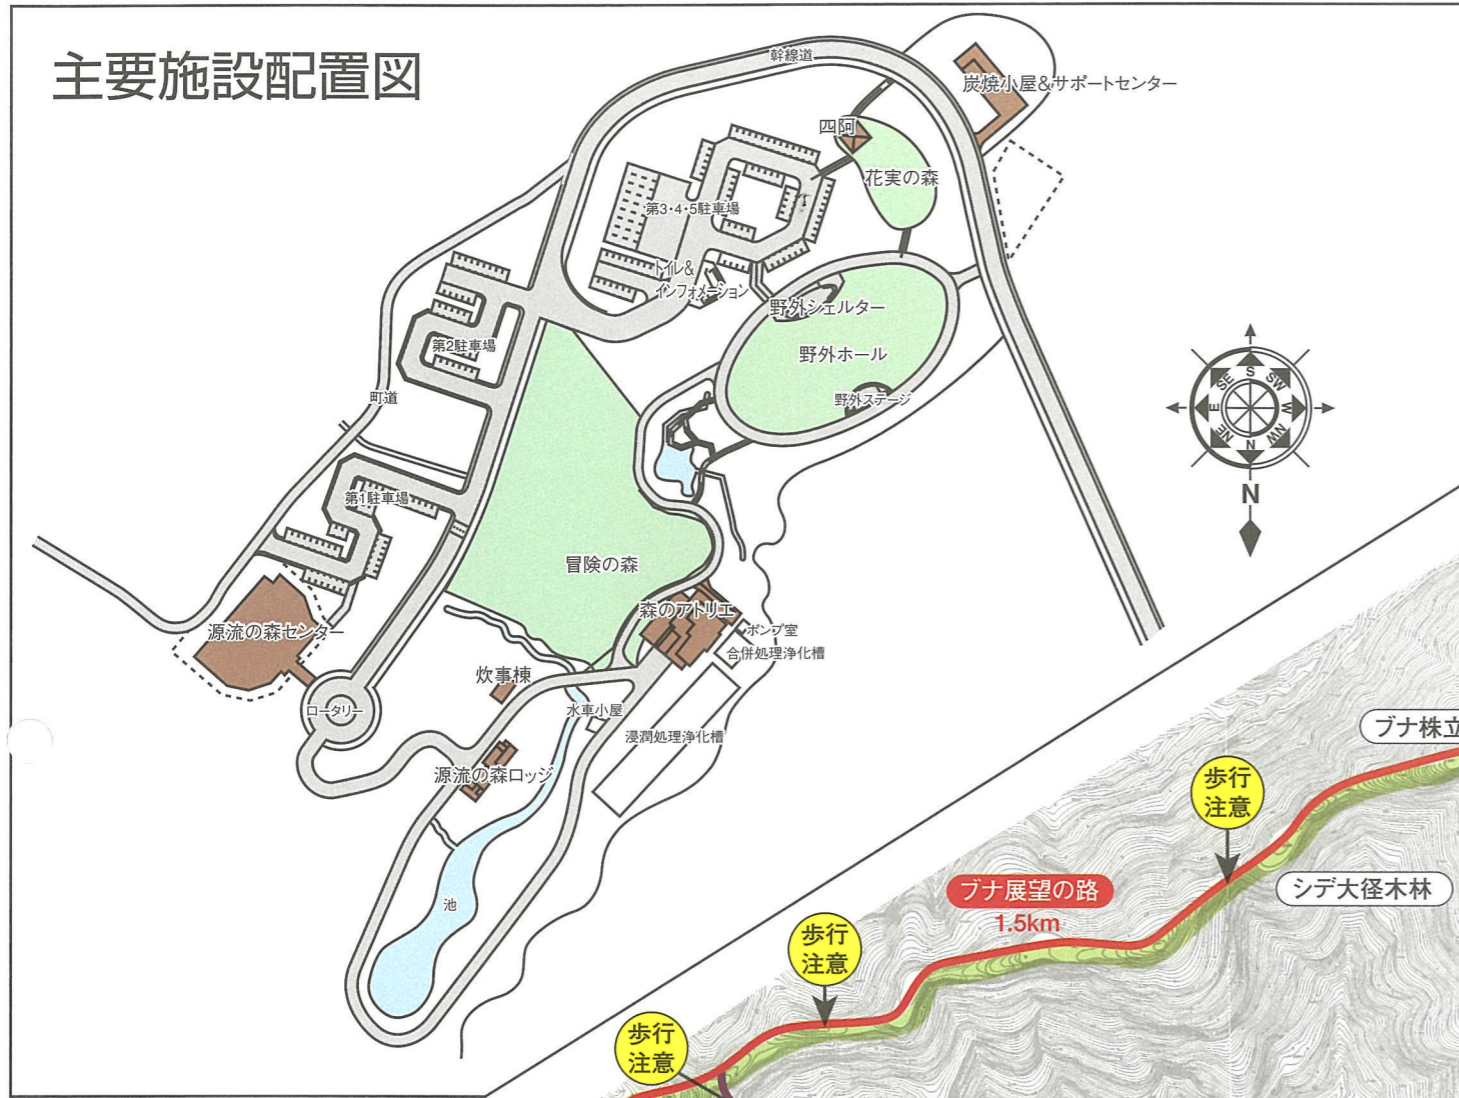 主要施設配置図
幹線道
炭焼小屋&サポートセンター
四阿
花実の森
第3・4・5駐車場
トイレ&
インフォメーション
野外シェルター
野外ホール
野外ステージ
第2駐車場
町道
第1駐車場
冒険の森
森のアトリエ
ポンプ室
合併処理浄化槽
源流の森センター
炊事棟
ロータリー
水車小屋
浸潤処理浄化槽
源流の森ロッジ
池
S
SW
W
NW
N
NE
E
SE
N
ブナ株立
歩行
注意
シデ大径木林
ブナ展望の路
1.5km
歩行
注意
歩行
注意